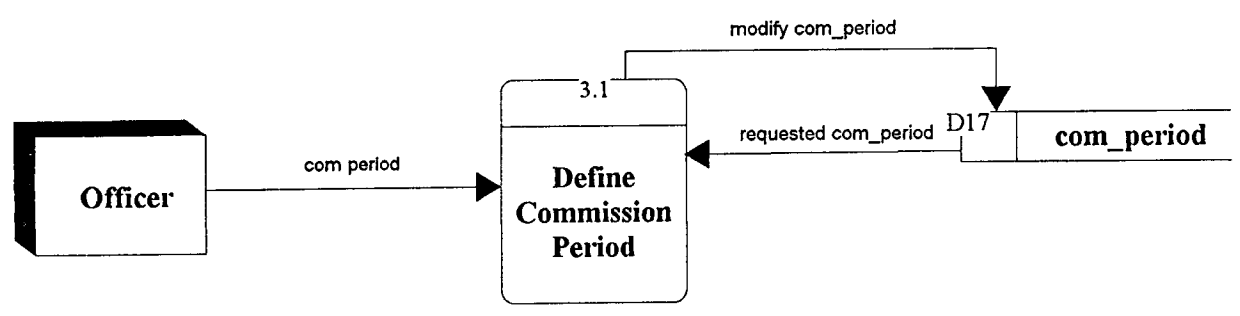 modify com_period
3.1
D17
requested com_period
com_period
com period
Officer
Define
Commission
Period